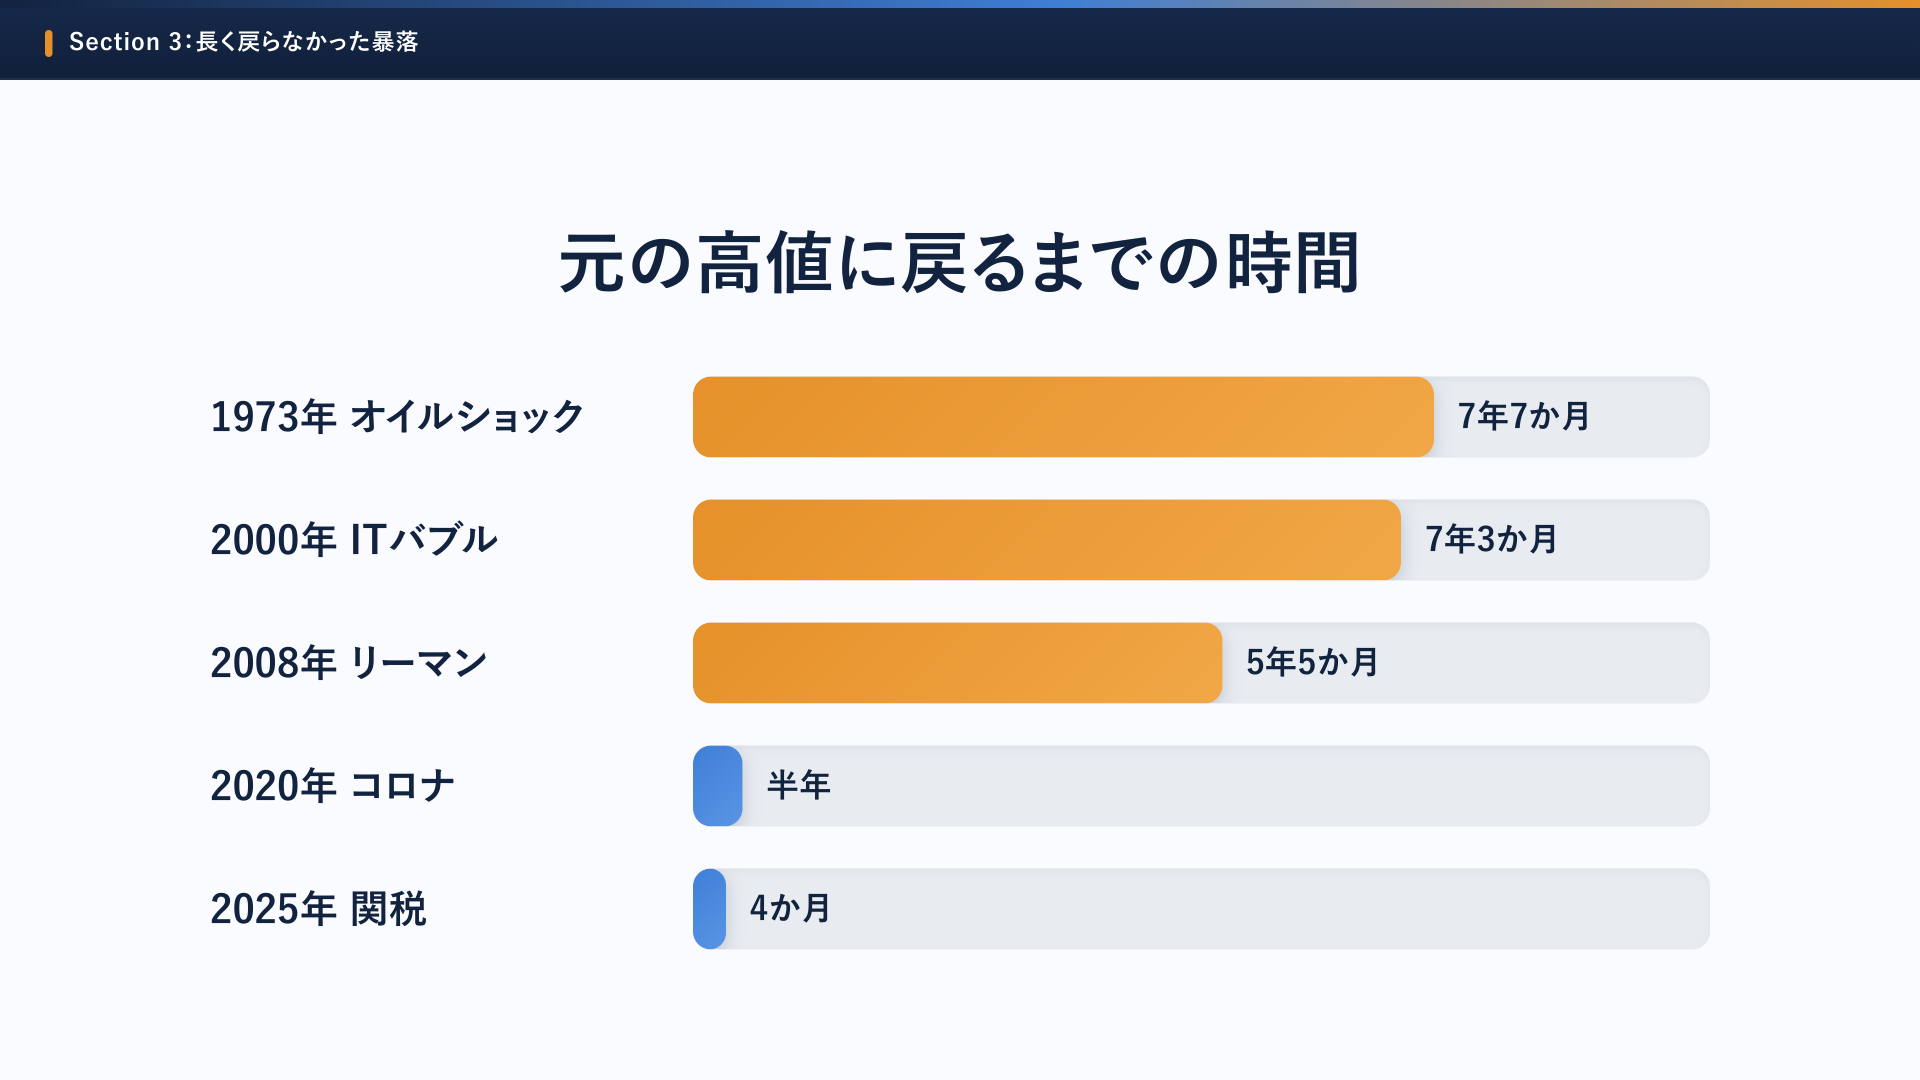 Section 3：長く戻らなかった暴落
元の高値に戻るまでの時間
1973年 オイルショック 7年7か月
2000年 ITバブル 7年3か月
2008年 リーマン 5年5か月
2020年 コロナ 半年
2025年 関税 4か月